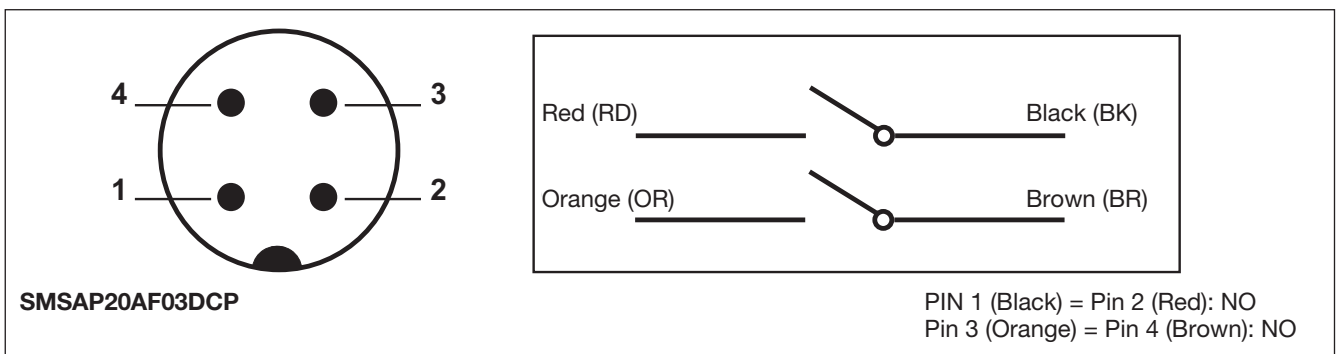 4
3
1
2
Red (RD)
Black (BK)
Orange (OR)
Brown (BR)
SMSAP20AF03DCP
PIN 1 (Black) = Pin 2 (Red): NO
Pin 3 (Orange) = Pin 4 (Brown): NO